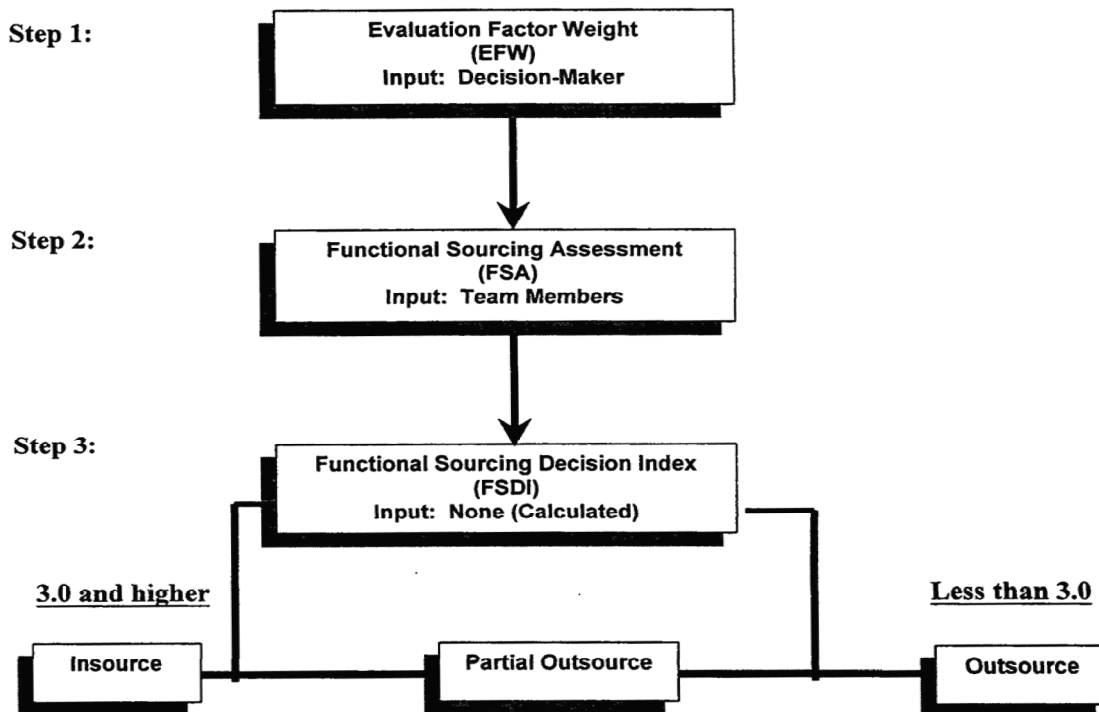 Step 1:
Evaluation Factor Weight
(EFW)
Input: Decision-Maker
Step 2:
Functional Sourcing Assessment
(FSA)
Input: Team Members
Step 3:
Functional Sourcing Decision Index
(FSDI)
Input: None (Calculated)
3.0 and higher
Less than 3.0
Insource
Partial Outsource
Outsource